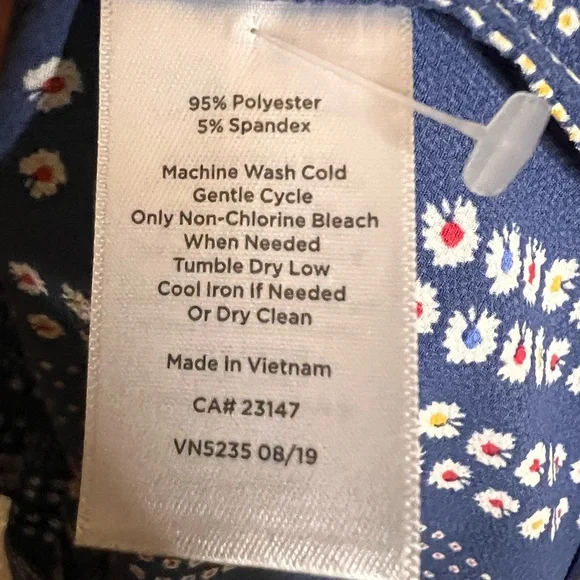 95% Polyester
5% Spandex
Machine Wash Cold
Gentle Cycle
Only Non-Chlorine Bleach
When Needed
Tumble Dry Low
Cool Iron If Needed
Or Dry Clean
Made In Vietnam
CA# 23147
VN5235 08/19